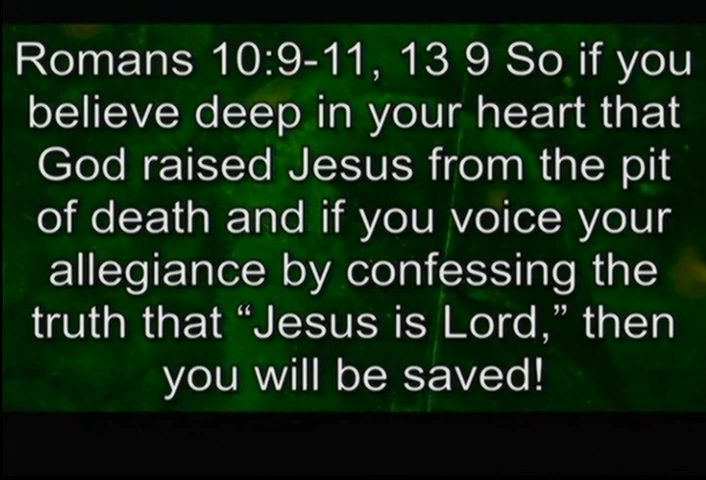 Romans 10:9-11, 13 9 So if you
believe deep in your heart that
God raised Jesus from the pit
of death and if you voice your
allegiance by confessing the
truth that “Jesus is Lord,” then
you will be saved!